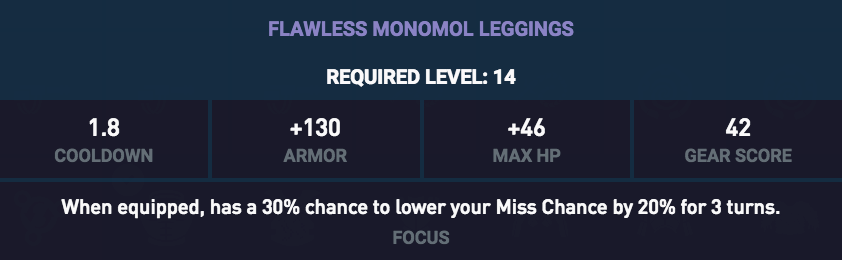 FLAWLESS MONOMOL LEGGINGS
REQUIRED LEVEL: 14
1.8 +130 +46 42
COOLDOWN ARMOR MAX HP GEAR SCORE
When equipped, has a 30% chance to lower your Miss Chance by 20% for 3 turns.
FOCUS